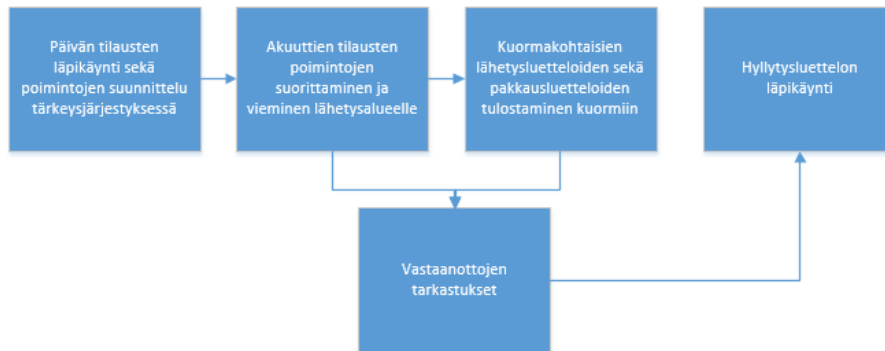 Päivän tilausten
läpikäynti sekä
poimintojen suunnittelu
tärkeysjärjestyksessä
Akuuttien tilausten
poimintojen
suorittaminen ja
vieminen lähetysalueelle
Kuormakohtaisien
lähetysluetteloiden sekä
pakkausluetteloiden
tulostaminen kuormiin
Hyllytysluettelon
läpikäynti
Vastaanottojen
tarkastukset